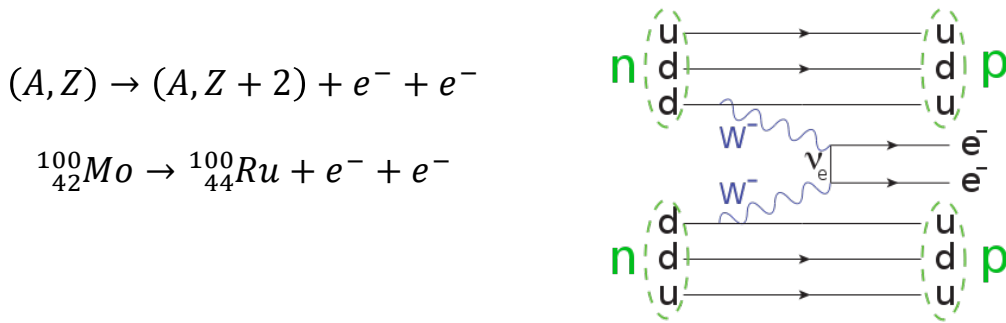 (A, Z) → (A, Z + 2) + e⁻ + e⁻
¹⁰⁰₄₂Mo → ¹⁰⁰₄₄Ru + e⁻ + e⁻
u u
n d d p
d u
W⁻ e⁻
νₑ
W⁻ e⁻
d u
n d d p
u u